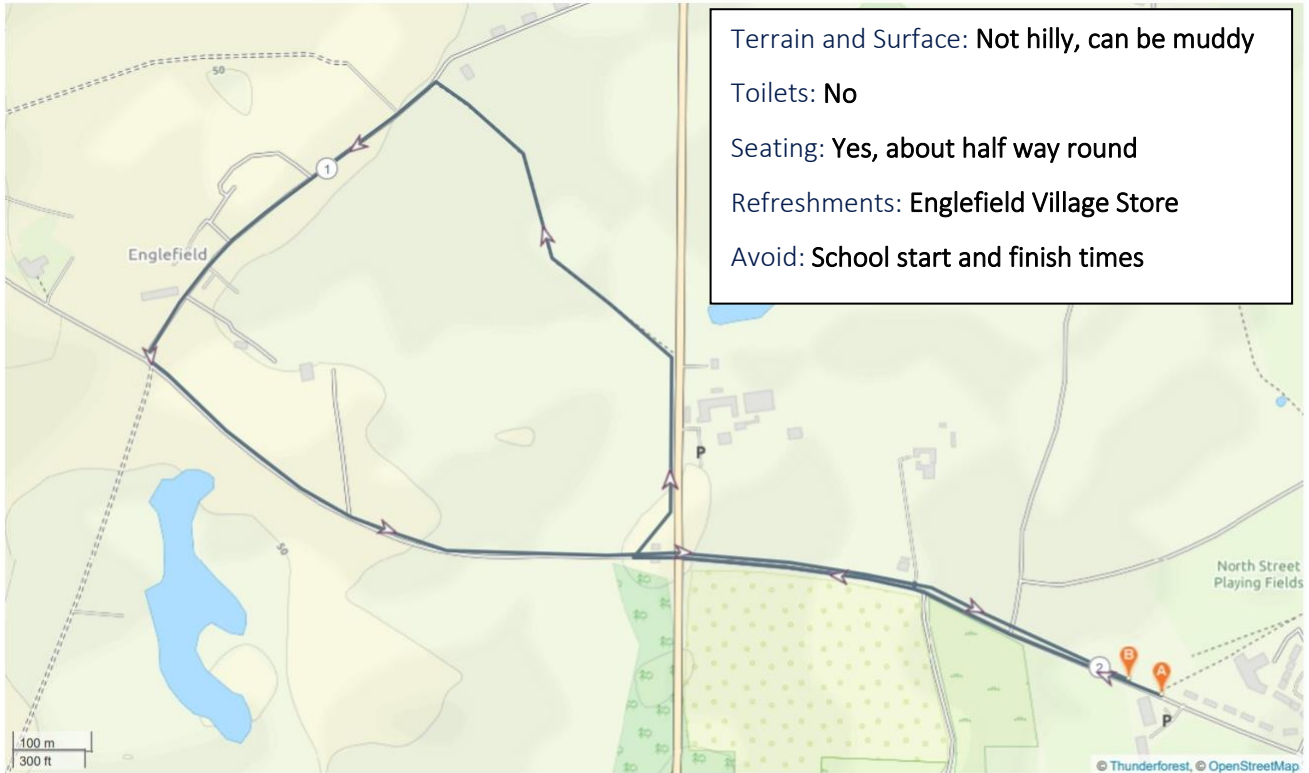 Terrain and Surface: Not hilly, can be muddy
Toilets: No
Seating: Yes, about half way round
Refreshments: Englefield Village Store
Avoid: School start and finish times
50
1
Englefield
P
50
North Street
Playing Fields
2
B
A
P
100 m
300 ft
© Thunderforest, © OpenStreetMap